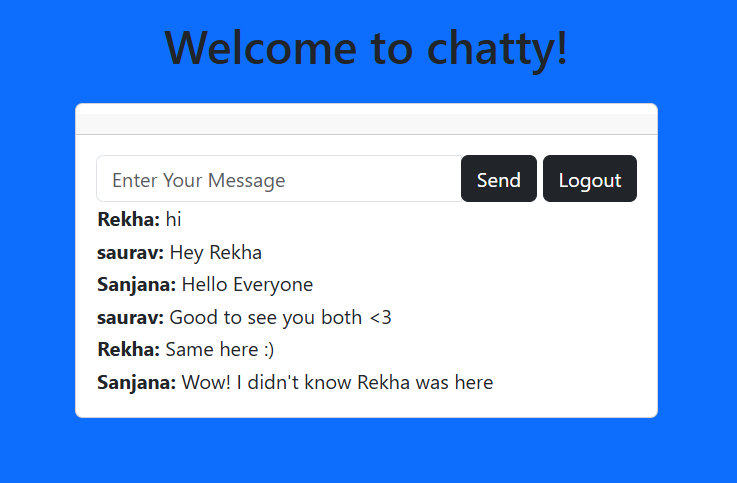 Welcome to chatty!
Enter Your Message Send Logout
Rekha: hi
saurav: Hey Rekha
Sanjana: Hello Everyone
saurav: Good to see you both <3
Rekha: Same here :)
Sanjana: Wow! I didn't know Rekha was here